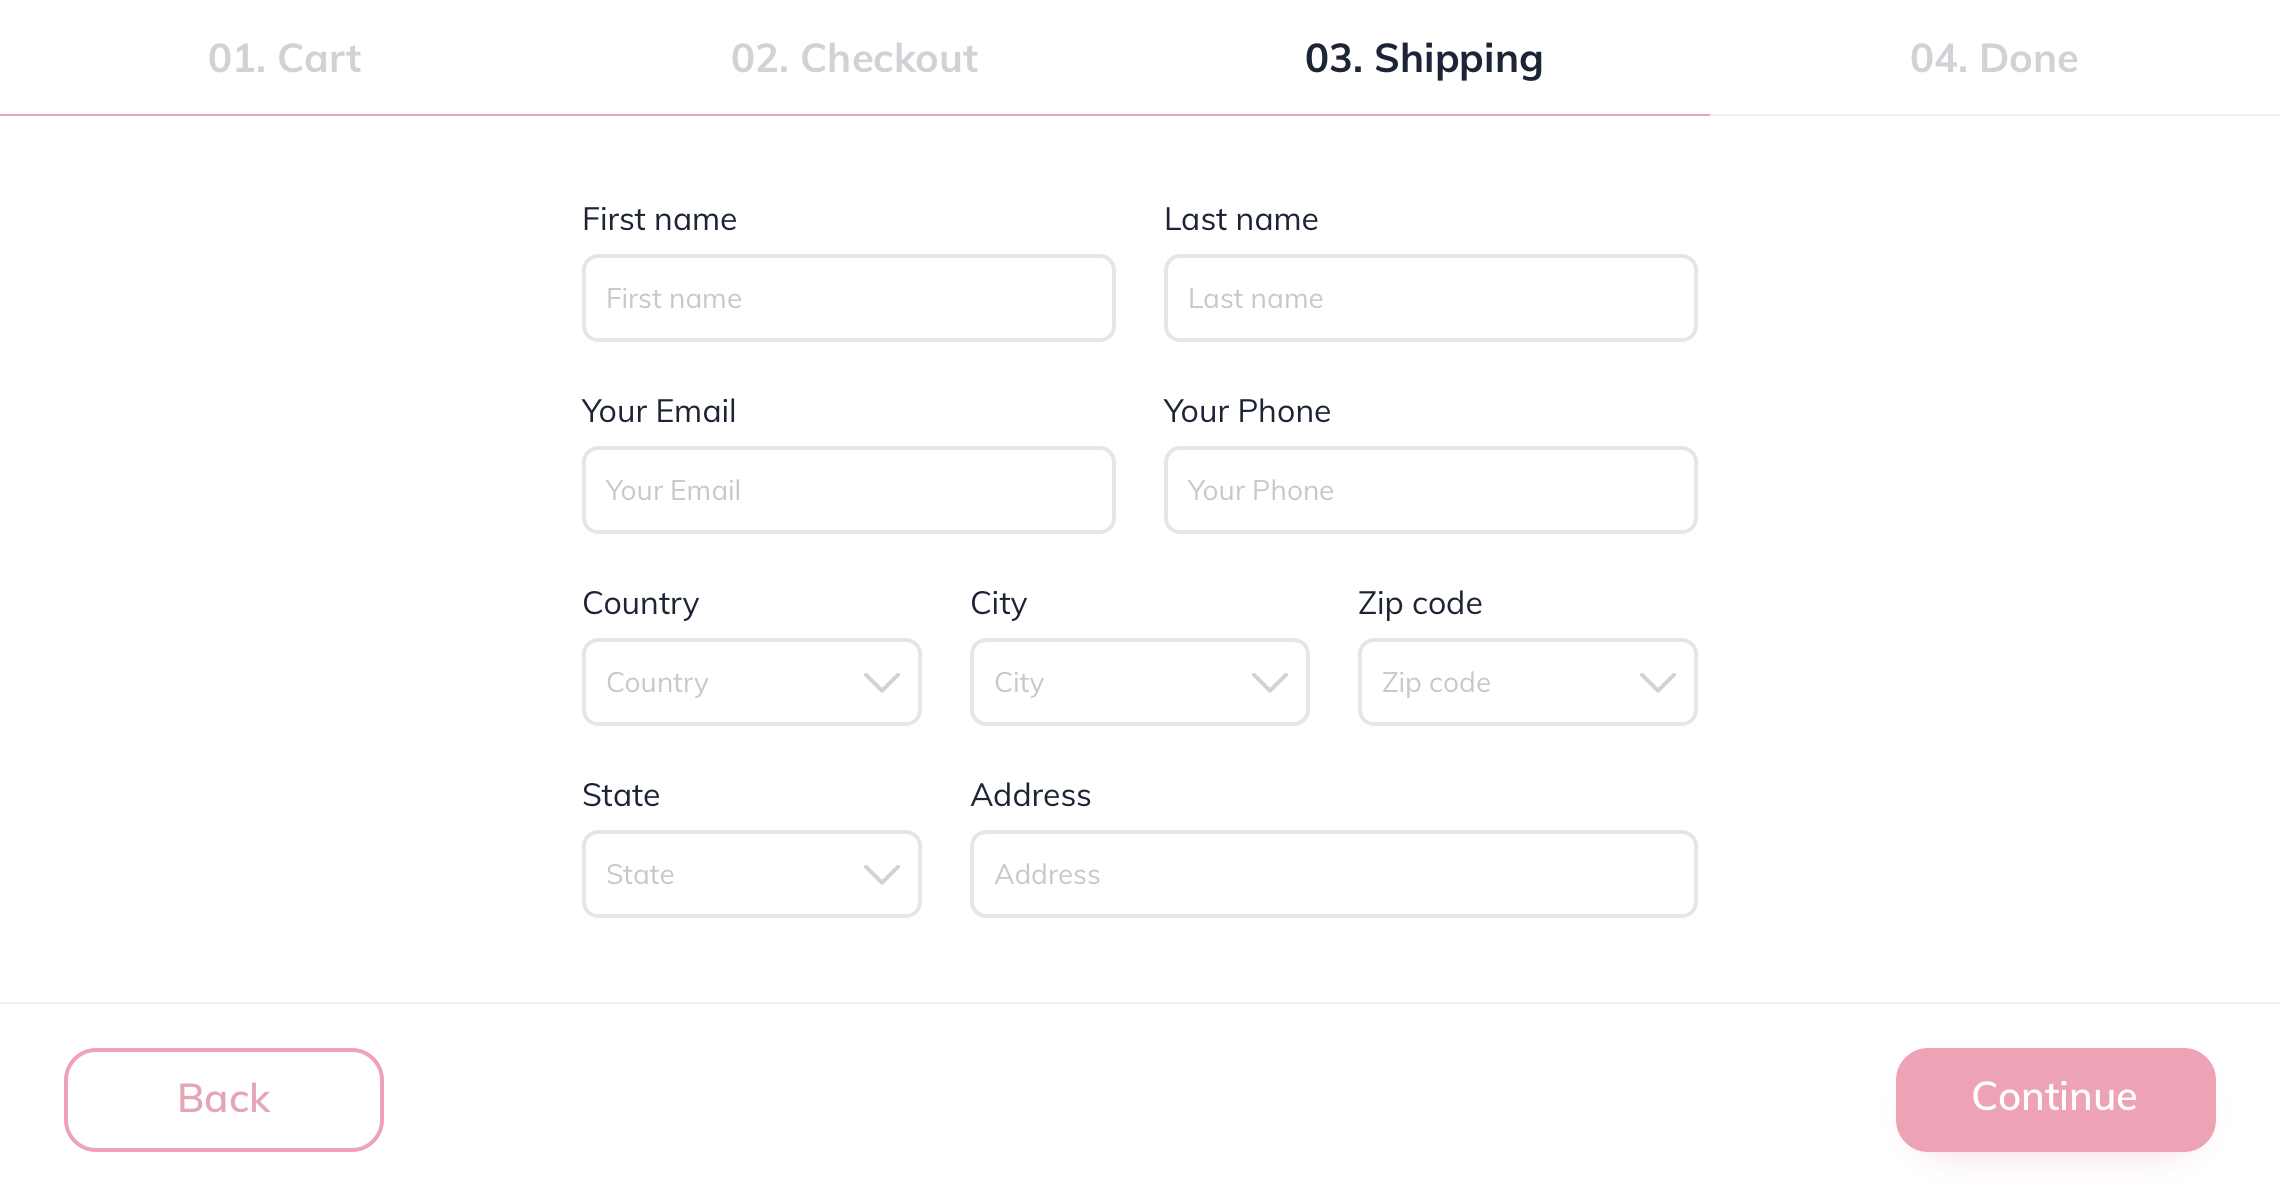 01. Cart 02. Checkout 03. Shipping 04. Done
First name Last name
First name Last name
Your Email Your Phone
Your Email Your Phone
Country City Zip code
Country City Zip code
State Address
State Address
Back Continue